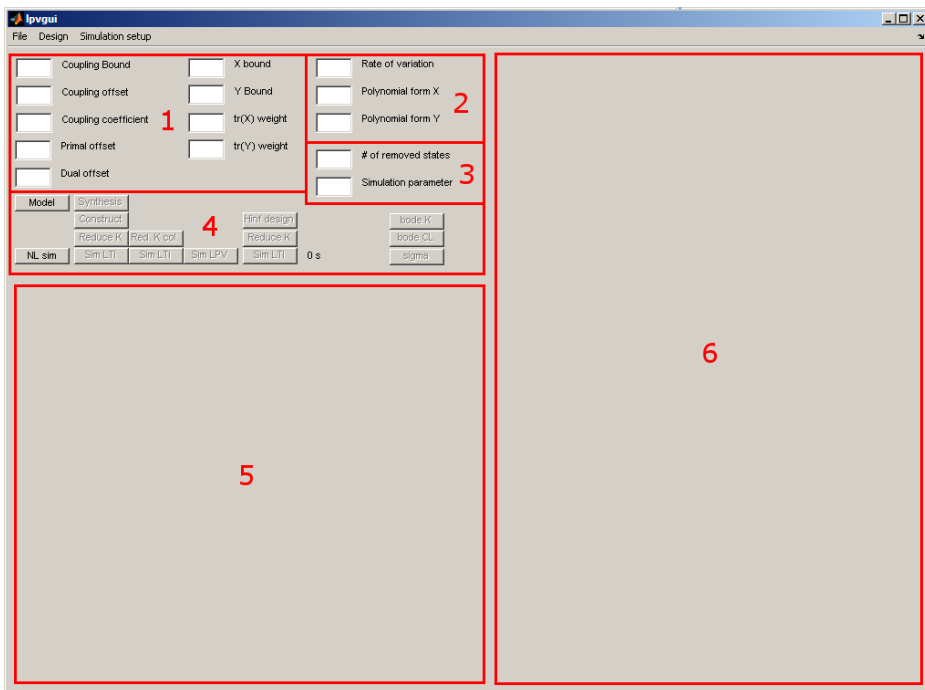 lpvgui
File Design Simulation setup
Coupling Bound X bound Rate of variation
Coupling offset Y Bound Polynomial form X 2
Coupling coefficient 1 tr(X) weight Polynomial form Y
Primal offset tr(Y) weight # of removed states
Dual offset Simulation parameter 3
Model Synthesis
Construct 4 Hinf design bode K
Reduce K Red. K col. Reduce K bode CL
NL sim Sim LTI Sim LTI Sim LPV Sim LTI 0 s sigma
6
5